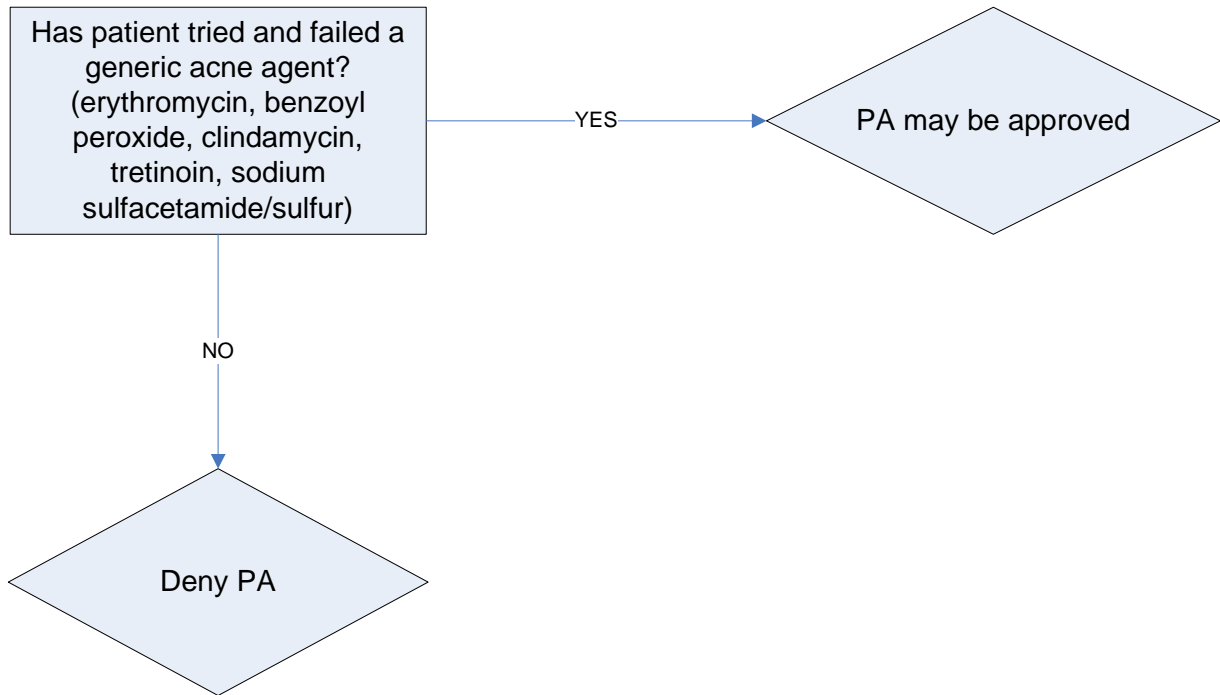 Has patient tried and failed a
generic acne agent?
(erythromycin, benzoyl
peroxide, clindamycin,
tretinoin, sodium
sulfacetamide/sulfur)
YES
PA may be approved
NO
Deny PA